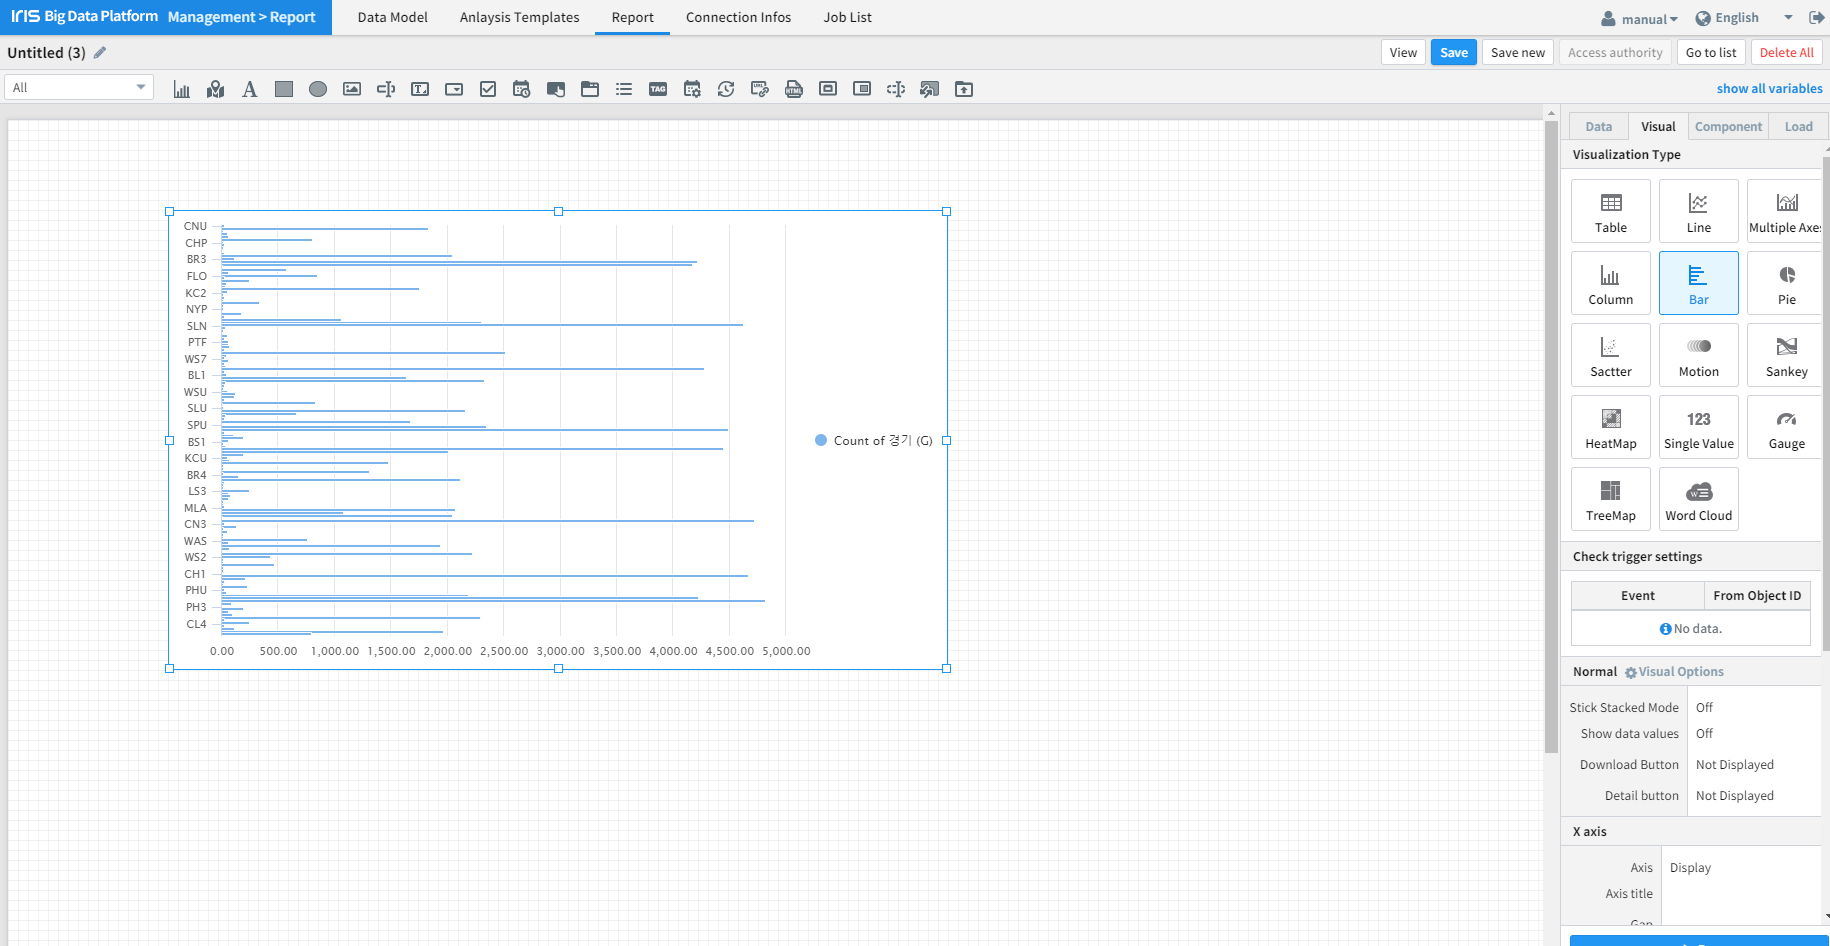 IRIS Big Data Platform Management > Report Data Model Anlaysis Templates Report Connection Infos Job List manual English
Untitled (3) View Save Save new Access authority Go to list Delete All
All A T TAG HTML show all variables
Data Visual Component Load
Visualization Type
Table Line Multiple Axes
Column Bar Pie
Sactter Motion Sankey
123
HeatMap Single Value Gauge
W
TreeMap Word Cloud
Check trigger settings
Event From Object ID
No data.
Normal Visual Options
Stick Stacked Mode Off
Show data values Off
Download Button Not Displayed
Detail button Not Displayed
X axis
Axis Display
Axis title
Gap
CNU
CHP
BR3
FLO
KC2
NYP
SLN
PTF
WS7
BL1
WSU
SLU
SPU
BS1
KCU
BR4
LS3
MLA
CN3
WAS
WS2
CH1
PHU
PH3
CL4
0.00 500.00 1,000.00 1,500.00 2,000.00 2,500.00 3,000.00 3,500.00 4,000.00 4,500.00 5,000.00
Count of 경기 (G)